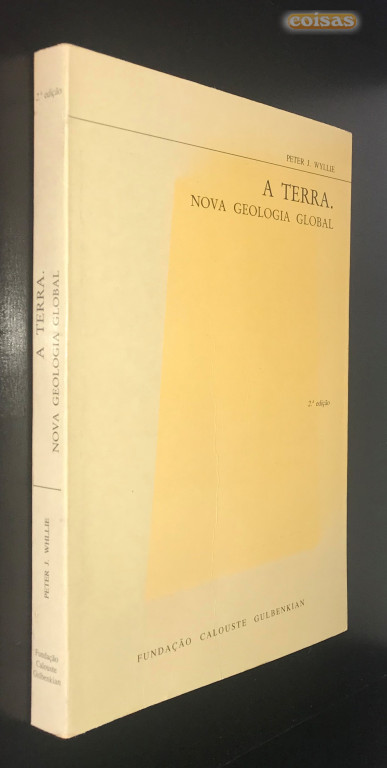 coisas
PETER J. WYLLIE
A TERRA.
NOVA GEOLOGIA GLOBAL
2.ª edição
FUNDAÇÃO CALOUSTE GULBENKIAN
2.ª edição
A TERRA.
NOVA GEOLOGIA GLOBAL
PETER J. WHLLIE
Fundação
Calouste
Gulbenkian